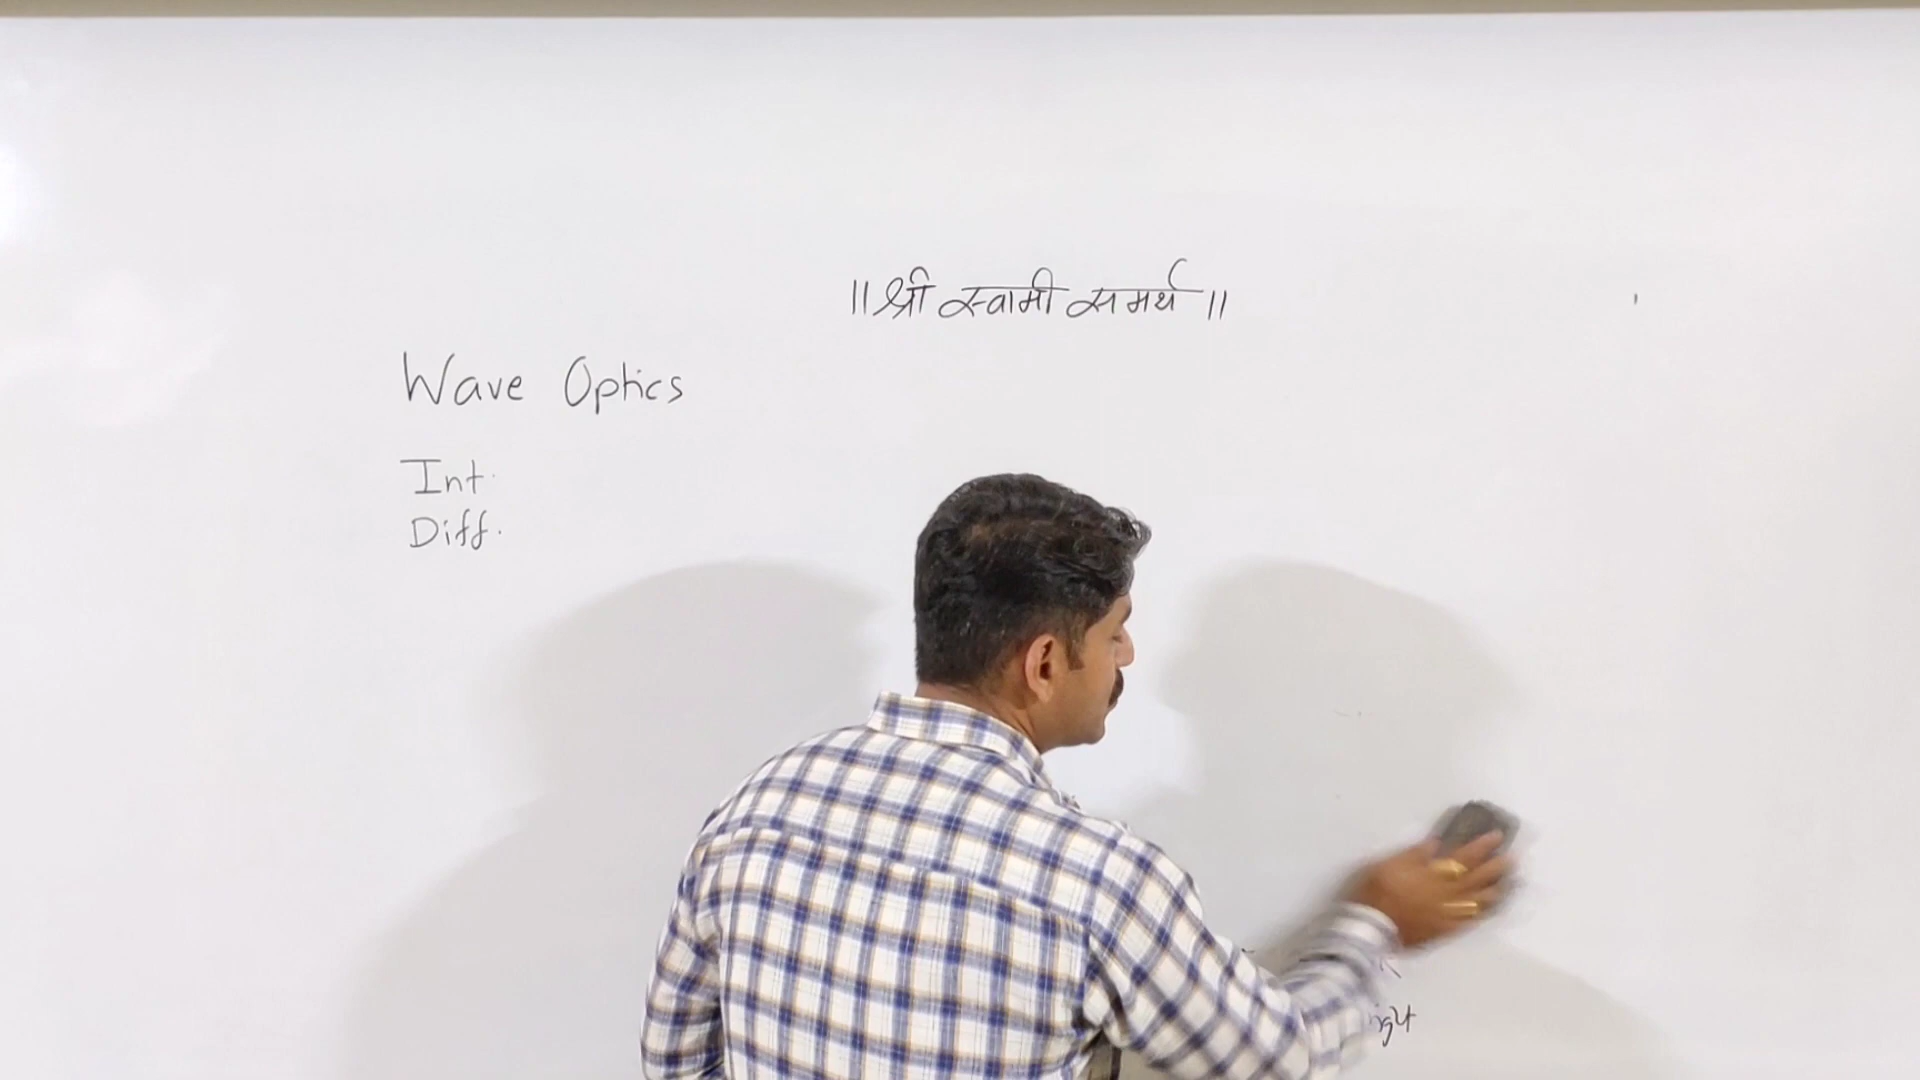 ॥ श्री स्वामी समर्थ ॥
Wave Optics
Int.
Diff.